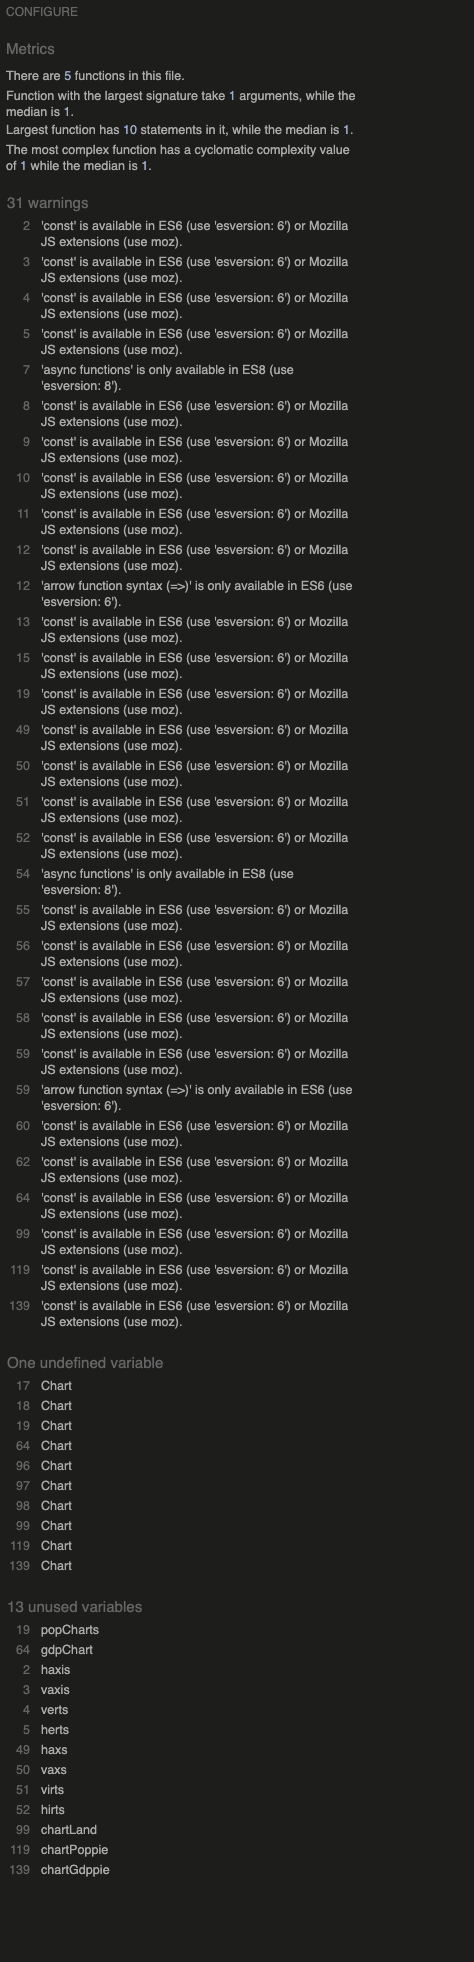 CONFIGURE
Metrics
There are 5 functions in this file.
Function with the largest signature take 1 arguments, while the
median is 1.
Largest function has 10 statements in it, while the median is 1.
The most complex function has a cyclomatic complexity value
of 1 while the median is 1.
31 warnings
2 'const' is available in ES6 (use 'esversion: 6') or Mozilla
JS extensions (use moz).
3 'const' is available in ES6 (use 'esversion: 6') or Mozilla
JS extensions (use moz).
4 'const' is available in ES6 (use 'esversion: 6') or Mozilla
JS extensions (use moz).
5 'const' is available in ES6 (use 'esversion: 6') or Mozilla
JS extensions (use moz).
7 'async functions' is only available in ES8 (use
'esversion: 8').
8 'const' is available in ES6 (use 'esversion: 6') or Mozilla
JS extensions (use moz).
9 'const' is available in ES6 (use 'esversion: 6') or Mozilla
JS extensions (use moz).
10 'const' is available in ES6 (use 'esversion: 6') or Mozilla
JS extensions (use moz).
11 'const' is available in ES6 (use 'esversion: 6') or Mozilla
JS extensions (use moz).
12 'const' is available in ES6 (use 'esversion: 6') or Mozilla
JS extensions (use moz).
12 'arrow function syntax (=>)' is only available in ES6 (use
'esversion: 6').
13 'const' is available in ES6 (use 'esversion: 6') or Mozilla
JS extensions (use moz).
15 'const' is available in ES6 (use 'esversion: 6') or Mozilla
JS extensions (use moz).
19 'const' is available in ES6 (use 'esversion: 6') or Mozilla
JS extensions (use moz).
49 'const' is available in ES6 (use 'esversion: 6') or Mozilla
JS extensions (use moz).
50 'const' is available in ES6 (use 'esversion: 6') or Mozilla
JS extensions (use moz).
51 'const' is available in ES6 (use 'esversion: 6') or Mozilla
JS extensions (use moz).
52 'const' is available in ES6 (use 'esversion: 6') or Mozilla
JS extensions (use moz).
54 'async functions' is only available in ES8 (use
'esversion: 8').
55 'const' is available in ES6 (use 'esversion: 6') or Mozilla
JS extensions (use moz).
56 'const' is available in ES6 (use 'esversion: 6') or Mozilla
JS extensions (use moz).
57 'const' is available in ES6 (use 'esversion: 6') or Mozilla
JS extensions (use moz).
58 'const' is available in ES6 (use 'esversion: 6') or Mozilla
JS extensions (use moz).
59 'const' is available in ES6 (use 'esversion: 6') or Mozilla
JS extensions (use moz).
59 'arrow function syntax (=>)' is only available in ES6 (use
'esversion: 6').
60 'const' is available in ES6 (use 'esversion: 6') or Mozilla
JS extensions (use moz).
62 'const' is available in ES6 (use 'esversion: 6') or Mozilla
JS extensions (use moz).
64 'const' is available in ES6 (use 'esversion: 6') or Mozilla
JS extensions (use moz).
99 'const' is available in ES6 (use 'esversion: 6') or Mozilla
JS extensions (use moz).
119 'const' is available in ES6 (use 'esversion: 6') or Mozilla
JS extensions (use moz).
139 'const' is available in ES6 (use 'esversion: 6') or Mozilla
JS extensions (use moz).
One undefined variable
17 Chart
18 Chart
19 Chart
64 Chart
96 Chart
97 Chart
98 Chart
99 Chart
119 Chart
139 Chart
13 unused variables
19 popCharts
64 gdpChart
2 haxis
3 vaxis
4 verts
5 herts
49 haxs
50 vaxs
51 virts
52 hirts
99 chartLand
119 chartPoppie
139 chartGdppie